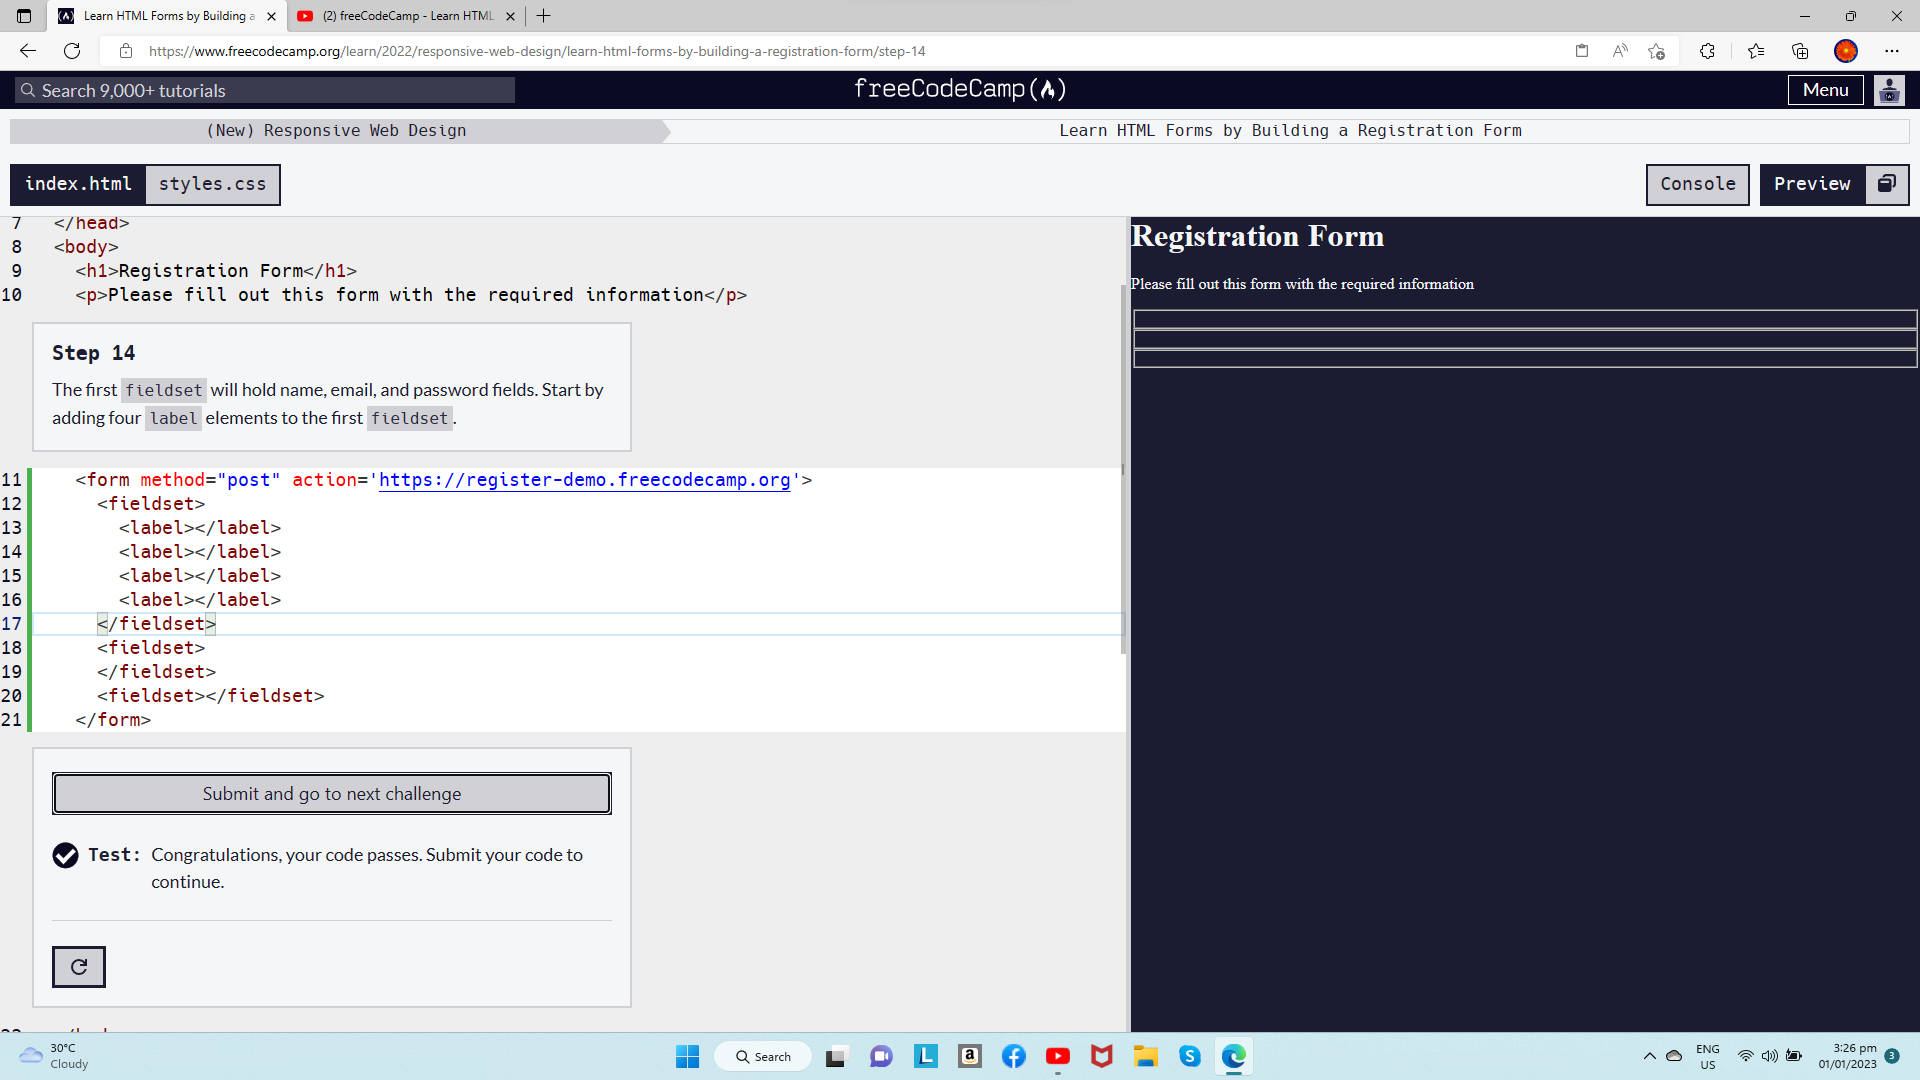 Learn HTML Forms by Building a
(2) freeCodeCamp - Learn HTML
https://www.freecodecamp.org/learn/2022/responsive-web-design/learn-html-forms-by-building-a-registration-form/step-14
Search 9,000+ tutorials
freeCodeCamp(🔥)
Menu
(New) Responsive Web Design
Learn HTML Forms by Building a Registration Form
index.html
styles.css
Console
Preview
7 </head>
8 <body>
9 <h1>Registration Form</h1>
10 <p>Please fill out this form with the required information</p>
Step 14
The first fieldset will hold name, email, and password fields. Start by
adding four label elements to the first fieldset.
11 <form method="post" action='https://register-demo.freecodecamp.org'>
12 <fieldset>
13 <label></label>
14 <label></label>
15 <label></label>
16 <label></label>
17 </fieldset>
18 <fieldset>
19 </fieldset>
20 <fieldset></fieldset>
21 </form>
Submit and go to next challenge
Test: Congratulations, your code passes. Submit your code to
continue.
Registration Form
Please fill out this form with the required information
30°C
Cloudy
Search
ENG
US
3:26 pm
01/01/2023
3